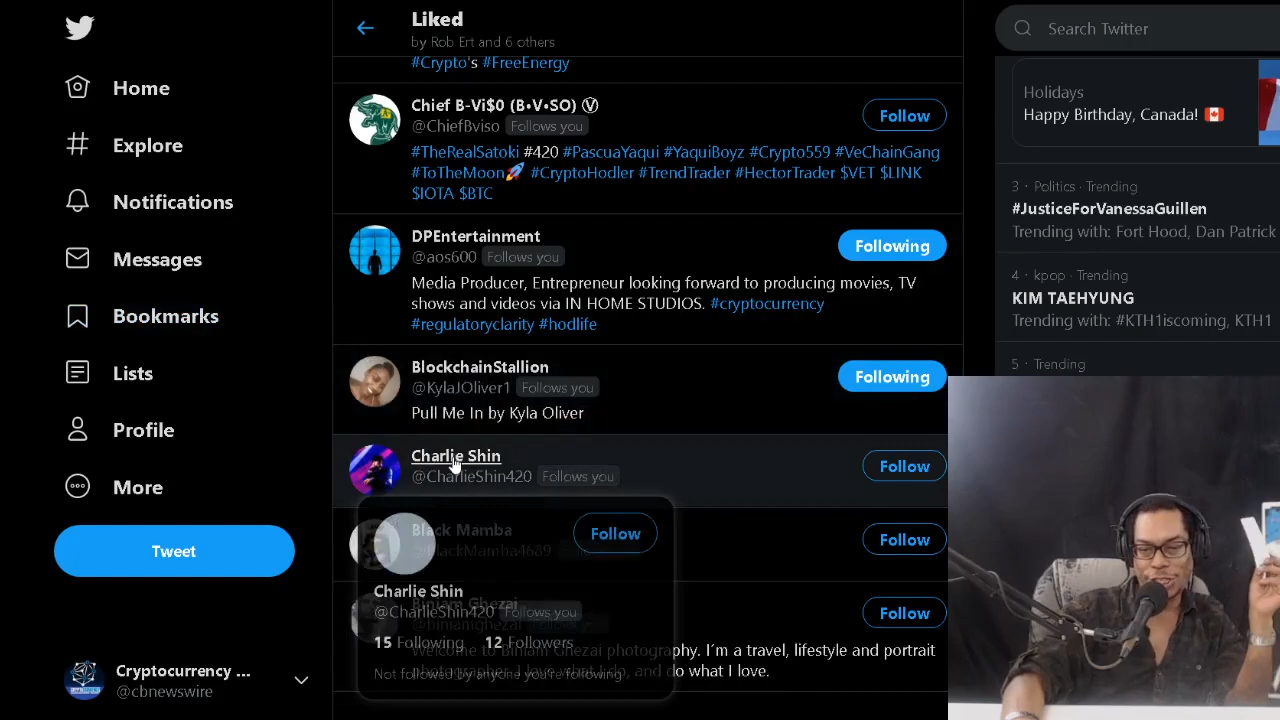 Home
Explore
Notifications
Messages
Bookmarks
Lists
Profile
More
Tweet
Cryptocurrency ...
@cbnewswire
Liked
by Rob Ert and 6 others
#Crypto's #FreeEnergy
Chief B-Vi$0 (B•V•SO) Ⓥ
@ChiefBviso Follows you
Follow
#TheRealSatoki #420 #PascuaYaqui #YaquiBoyz #Crypto559 #VeChainGang
#ToTheMoon🚀 #CryptoHodler #TrendTrader #HectorTrader $VET $LINK
$IOTA $BTC
DPEntertainment
@aos600 Follows you
Following
Media Producer, Entrepreneur looking forward to producing movies, TV
shows and videos via IN HOME STUDIOS. #cryptocurrency
#regulatoryclarity #hodlife
BlockchainStallion
@KylaJOliver1 Follows you
Following
Pull Me In by Kyla Oliver
Charlie Shin
@CharlieShin420 Follows you
Follow
Black Mamba
@BlackMamba4689
Follow
Follow
Charlie Shin
@CharlieShin420 Follows you
15 Following 12 Followers
Not followed by anyone you're following
Biniam Ghezai
@biniamghezai
Follow
Welcome to Biniam Ghezai photography. I'm a travel, lifestyle and portrait
photographer. I love what I do, and do what I love.
Search Twitter
Holidays
Happy Birthday, Canada! 🇨🇦
3 · Politics · Trending
#JusticeForVanessaGuillen
Trending with: Fort Hood, Dan Patrick
4 · kpop · Trending
KIM TAEHYUNG
Trending with: #KTH1iscoming, KTH1
5 · Trending